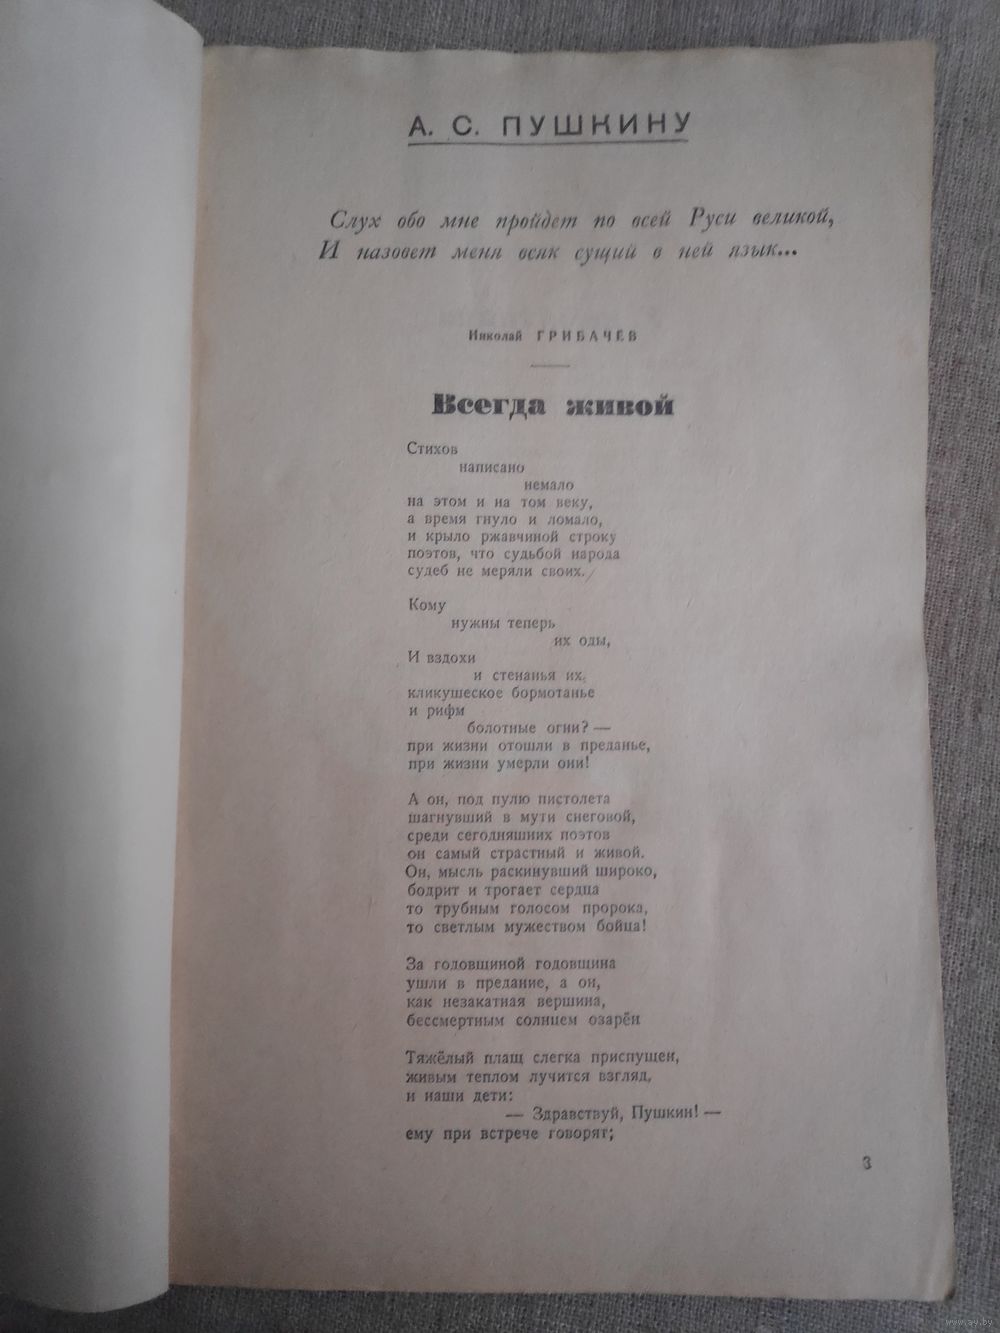 А. С. ПУШКИНУ
Слух обо мне пройдет по всей Руси великой,
И назовет меня всяк сущий в ней язык...
Николай ГРИБАЧЕВ
Всегда живой
Стихов
написано
немало
на этом и на том веку,
а время гнуло и ломало,
и крыло ржавчиной строку
поэтов, что судьбой народа
судеб не меряли своих.
Кому
нужны теперь
их оды,
И вздохи
и стенанья их,
кликушеское бормотанье
и рифм
болотные огни? —
при жизни отошли в преданье,
при жизни умерли они!
А он, под пулю пистолета
шагнувший в мути снеговой,
среди сегодняшних поэтов
он самый страстный и живой.
Он, мысль раскинувший широко,
бодрит и трогает сердца
то трубным голосом пророка,
то светлым мужеством бойца!
За годовщиной годовщина
ушли в предание, а он,
как незакатная вершина,
бессмертным солнцем озарён
Тяжёлый плащ слегка приспущен,
живым теплом лучится взгляд,
и наши дети:
— Здравствуй, Пушкин! —
ему при встрече говорят;
3
www.ay.by